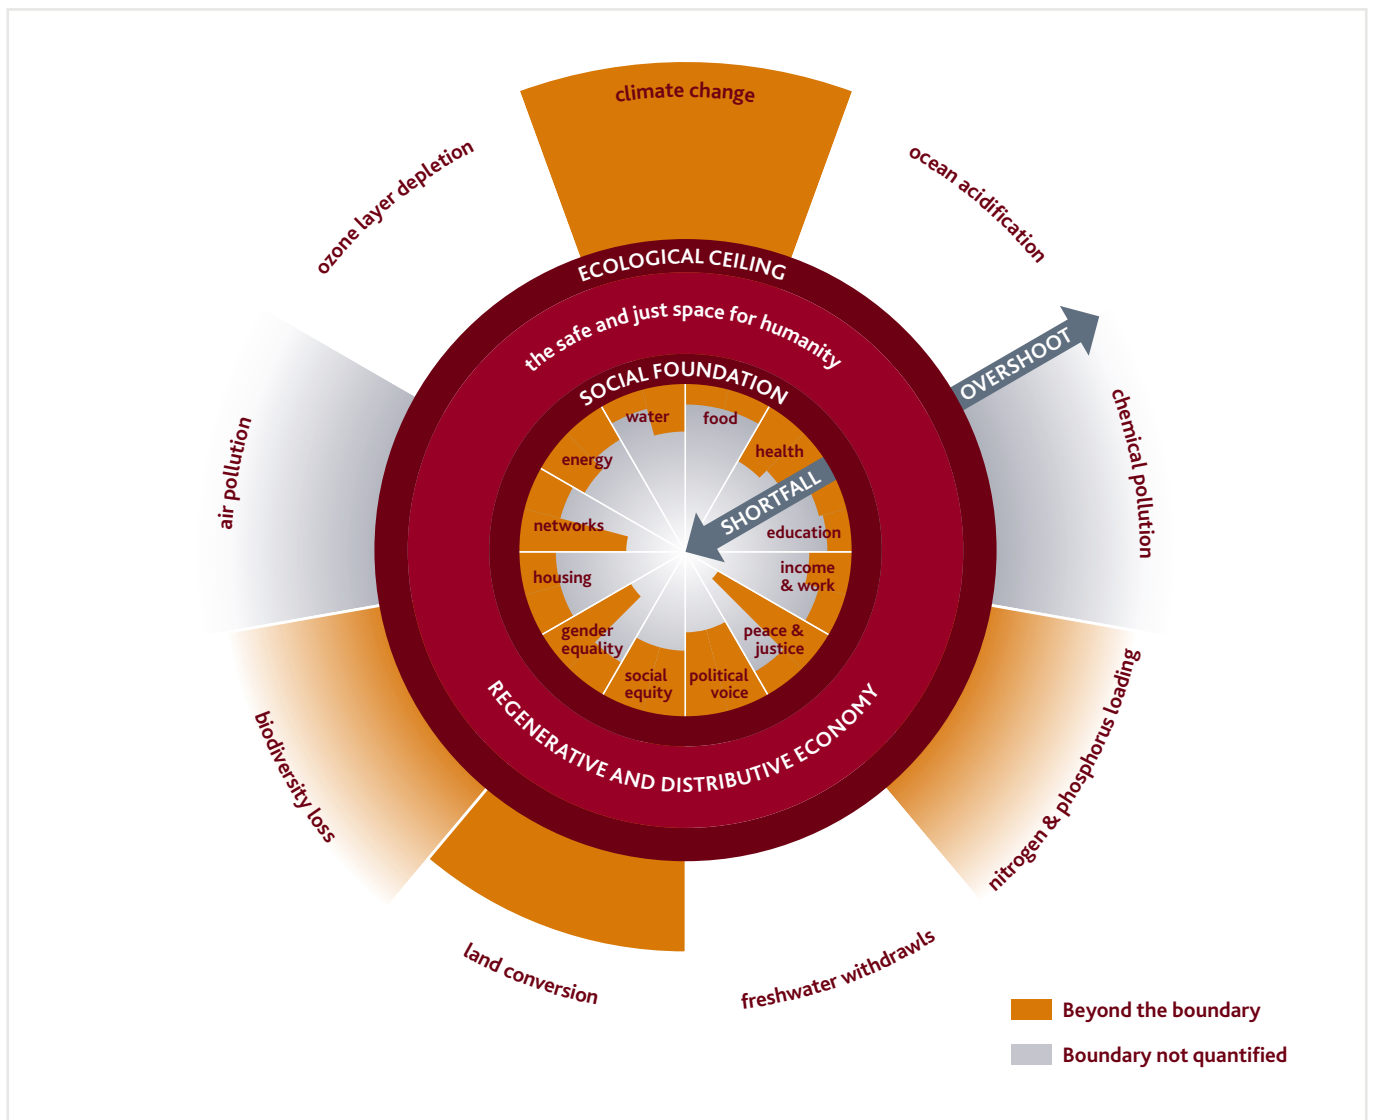 climate change
ozone layer depletion
ocean acidification
ECOLOGICAL CEILING
the safe and just space for humanity
OVERSHOOT
SOCIAL FOUNDATION
water
food
energy
health
SHORTFALL
air pollution
chemical pollution
networks
education
housing
income
& work
gender
equality
peace &
justice
social
equity
political
voice
REGENERATIVE AND DISTRIBUTIVE ECONOMY
biodiversity loss
nitrogen & phosphorus loading
land conversion
freshwater withdrawls
Beyond the boundary
Boundary not quantified